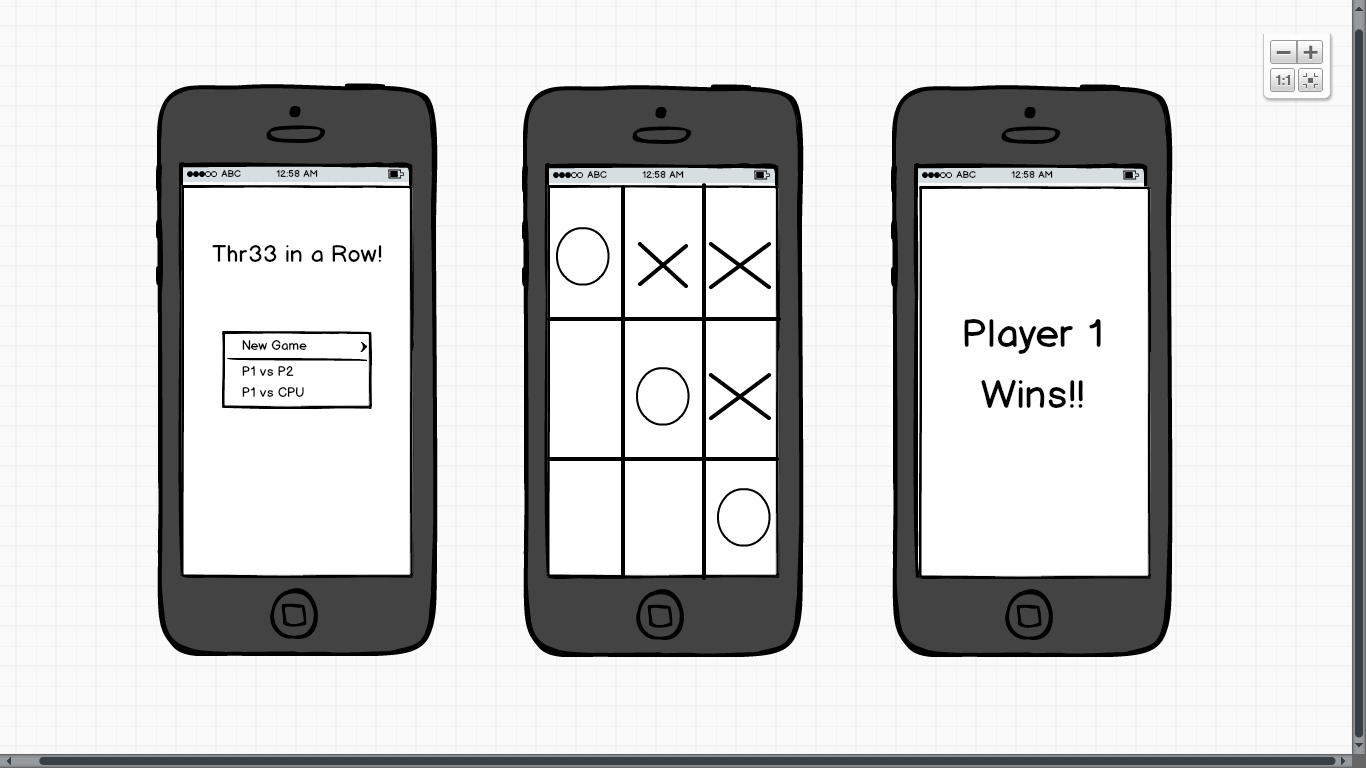 1:1
ABC 12:58 AM
Thr33 in a Row!
New Game
P1 vs P2
P1 vs CPU
ABC 12:58 AM
ABC 12:58 AM
Player 1
Wins!!